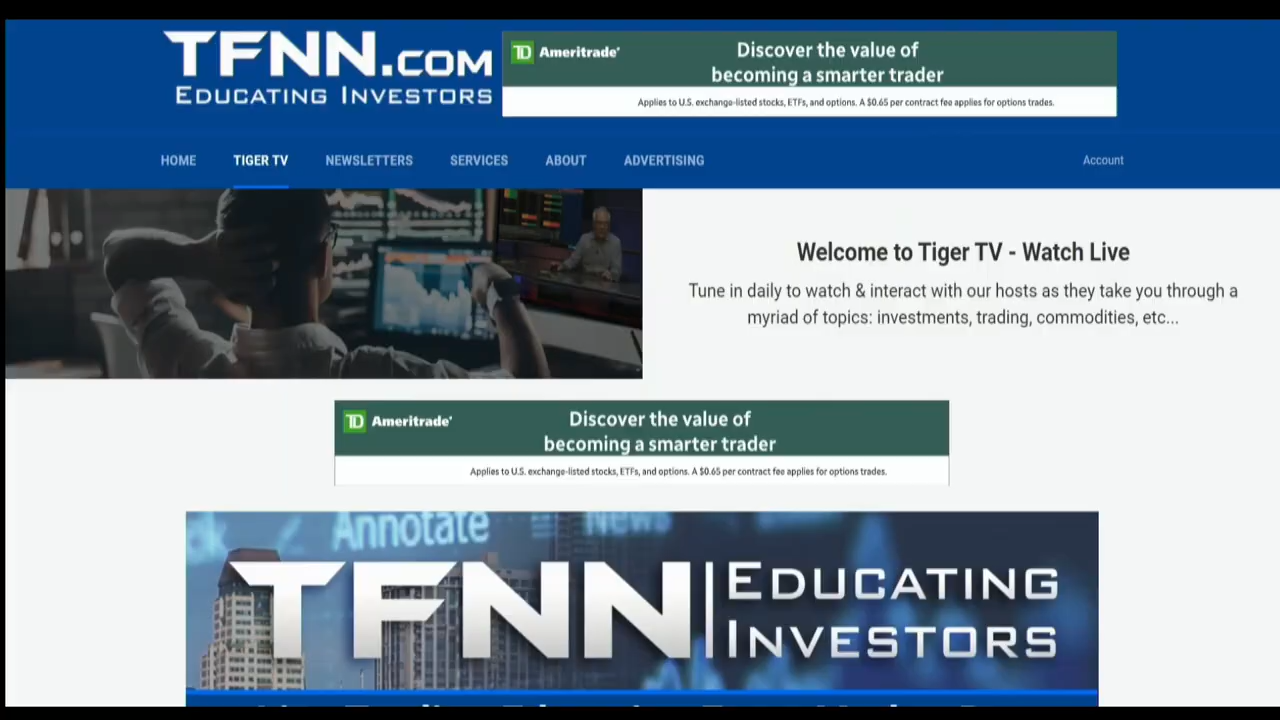 TFNN.COM
EDUCATING INVESTORS
TD Ameritrade®
Discover the value of
becoming a smarter trader
Applies to U.S. exchange-listed stocks, ETFs, and options. A $0.65 per contract fee applies for options trades.
HOME TIGER TV NEWSLETTERS SERVICES ABOUT ADVERTISING Account
Welcome to Tiger TV - Watch Live
Tune in daily to watch & interact with our hosts as they take you through a
myriad of topics: investments, trading, commodities, etc...
TD Ameritrade®
Discover the value of
becoming a smarter trader
Applies to U.S. exchange-listed stocks, ETFs, and options. A $0.65 per contract fee applies for options trades.
Annotate News
TFNN EDUCATING
INVESTORS